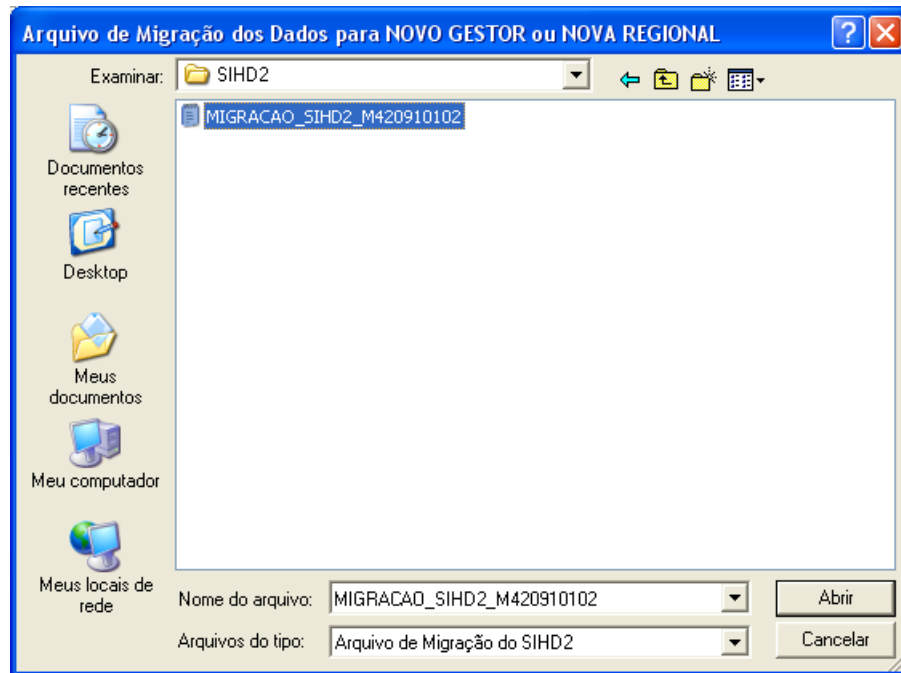 Arquivo de Migração dos Dados para NOVO GESTOR ou NOVA REGIONAL
Examinar: SIHD2
MIGRACAO_SIHD2_M420910102
Documentos
recentes
Desktop
Meus
documentos
Meu computador
Meus locais de
rede
Nome do arquivo: MIGRACAO_SIHD2_M420910102 Abrir
Arquivos do tipo: Arquivo de Migração do SIHD2 Cancelar